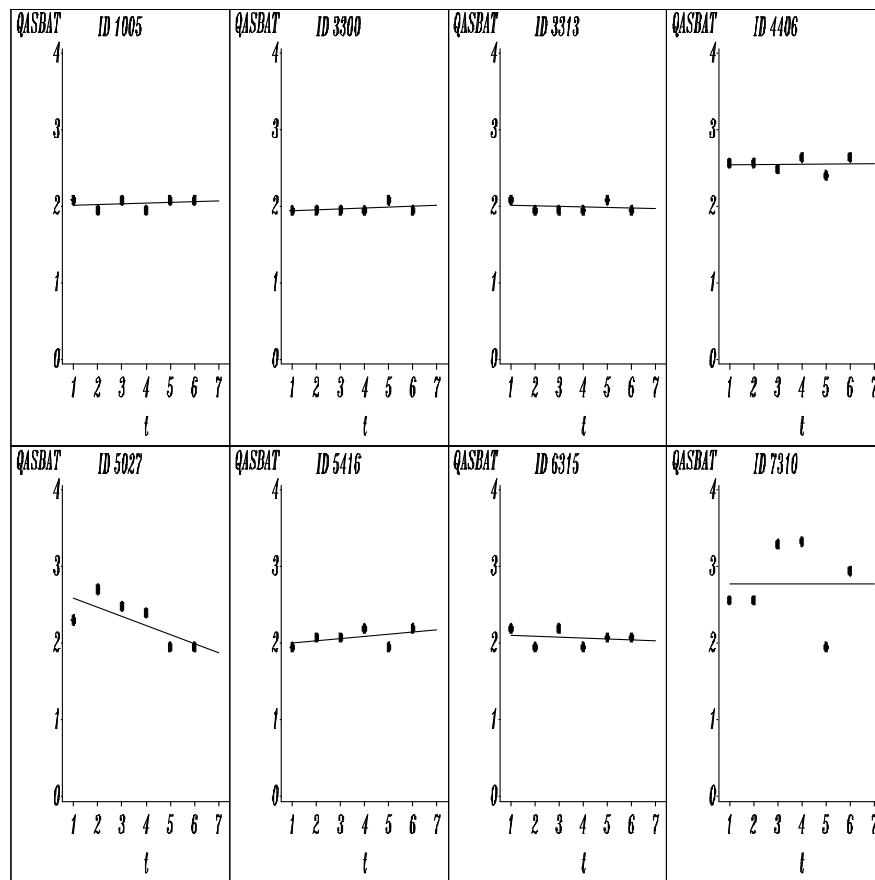 QASBAT ID 1005
4
3
2
1
0
1 2 3 4 5 6 7
t
QASBAT ID 3300
4
3
2
1
0
1 2 3 4 5 6 7
t
QASBAT ID 3313
4
3
2
1
0
1 2 3 4 5 6 7
t
QASBAT ID 4406
4
3
2
1
0
1 2 3 4 5 6 7
t
QASBAT ID 5027
4
3
2
1
0
1 2 3 4 5 6 7
t
QASBAT ID 5416
4
3
2
1
0
1 2 3 4 5 6 7
t
QASBAT ID 6315
4
3
2
1
0
1 2 3 4 5 6 7
t
QASBAT ID 7310
4
3
2
1
0
1 2 3 4 5 6 7
t